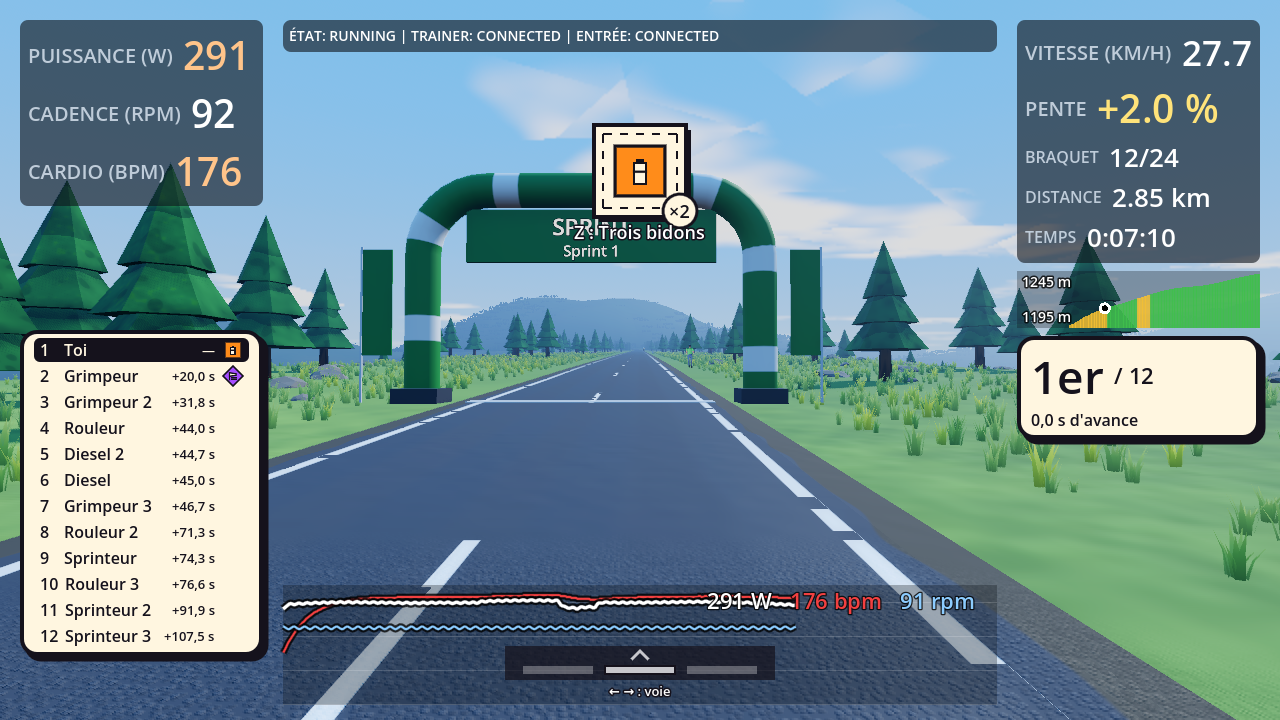 PUISSANCE (W) 291
CADENCE (RPM) 92
CARDIO (BPM) 176
ÉTAT: RUNNING | TRAINER: CONNECTED | ENTRÉE: CONNECTED
VITESSE (KM/H) 27.7
PENTE +2.0 %
BRAQUET 12/24
DISTANCE 2.85 km
TEMPS 0:07:10
1245 m
1195 m
1er / 12
0,0 s d'avance
×2
SPRINT
Z : Trois bidons
Sprint 1
1 Toi —
2 Grimpeur +20,0 s
3 Grimpeur 2 +31,8 s
4 Rouleur +44,0 s
5 Diesel 2 +44,7 s
6 Diesel +45,0 s
7 Grimpeur 3 +46,7 s
8 Rouleur 2 +71,3 s
9 Sprinteur +74,3 s
10 Rouleur 3 +76,6 s
11 Sprinteur 2 +91,9 s
12 Sprinteur 3 +107,5 s
291 W 176 bpm 91 rpm
← → : voie